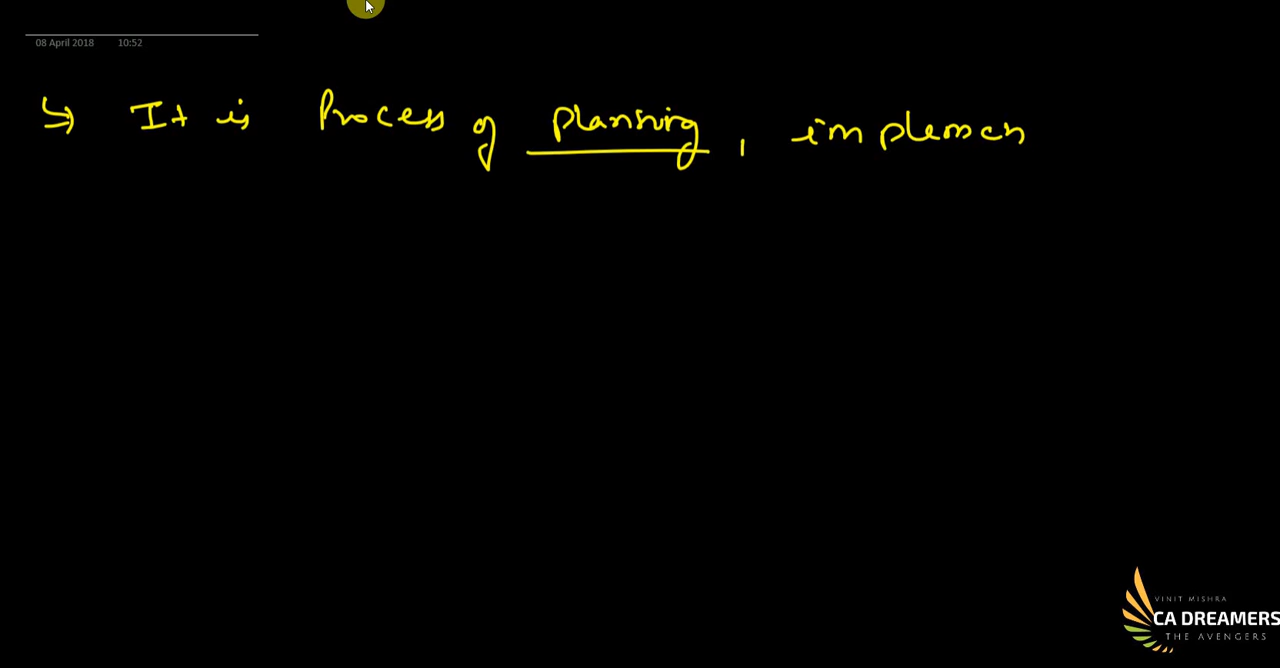 08 April 2018 10:52
↳ It is Process of planning, implemen
VINIT MISHRA
CA DREAMERS
THE AVENGERS